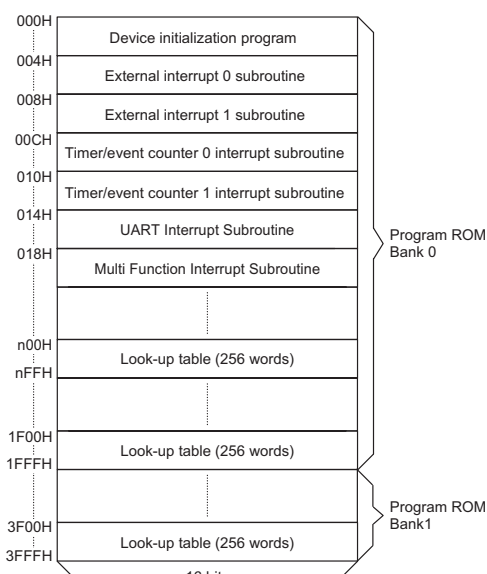 000H
Device initialization program
004H
External interrupt 0 subroutine
008H
External interrupt 1 subroutine
00CH
Timer/event counter 0 interrupt subroutine
010H
Timer/event counter 1 interrupt subroutine
014H
UART Interrupt Subroutine
018H
Multi Function Interrupt Subroutine
Program ROM
Bank 0
n00H
Look-up table (256 words)
nFFH
1F00H
Look-up table (256 words)
1FFFH
Program ROM
Bank1
3F00H
Look-up table (256 words)
3FFFH